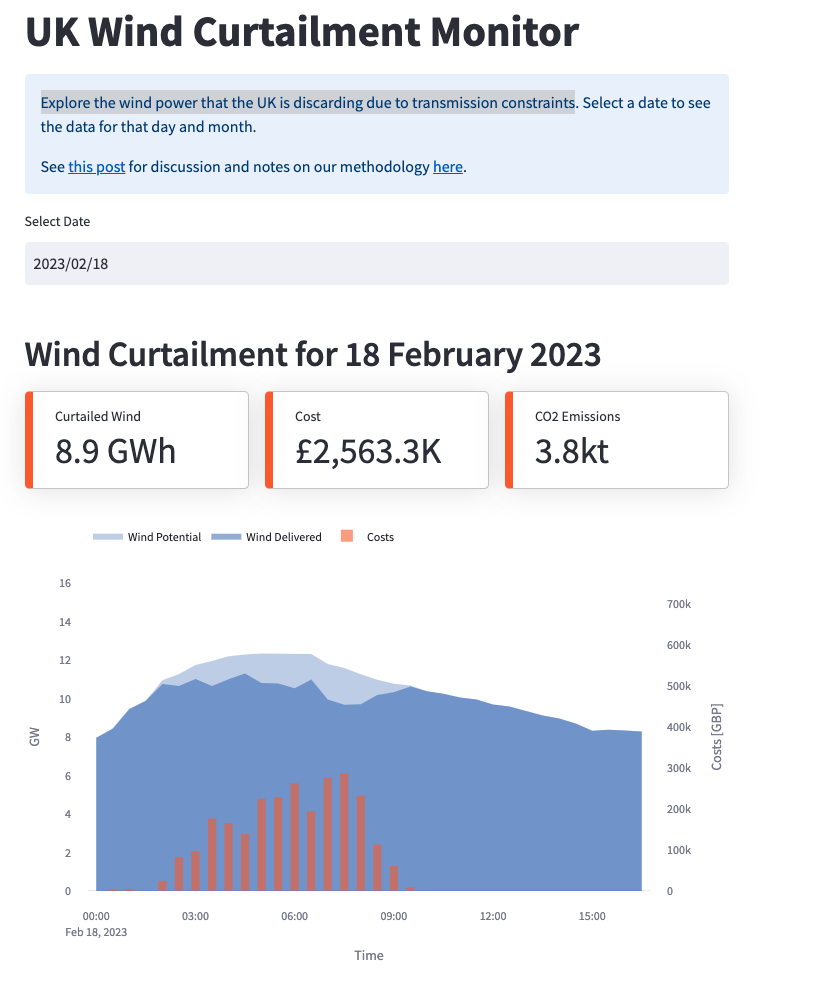 UK Wind Curtailment Monitor
Explore the wind power that the UK is discarding due to transmission constraints. Select a date to see
the data for that day and month.
See this post for discussion and notes on our methodology here.
Select Date
2023/02/18
Wind Curtailment for 18 February 2023
Curtailed Wind
8.9 GWh
Cost
£2,563.3K
CO2 Emissions
3.8kt
Wind Potential Wind Delivered Costs
16
14
12
10
8
6
4
2
0
GW
700k
600k
500k
400k
300k
200k
100k
0
Costs [GBP]
00:00 03:00 06:00 09:00 12:00 15:00
Feb 18, 2023
Time